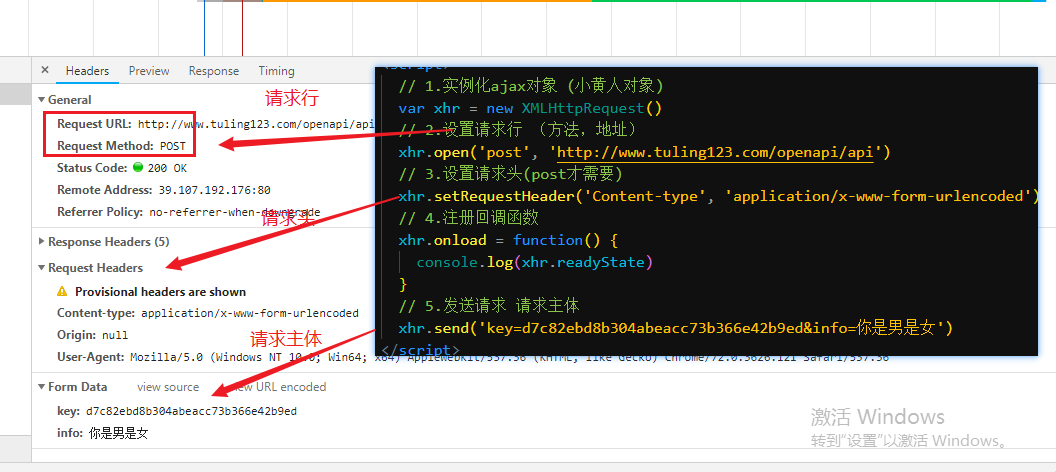 Headers Preview Response Timing
General
请求行
Request URL: http://www.tuling123.com/openapi/api
Request Method: POST
Status Code: 200 OK
Remote Address: 39.107.192.176:80
Referrer Policy: no-referrer-when-downgrade
请求头
Response Headers (5)
Request Headers
Provisional headers are shown
Content-type: application/x-www-form-urlencoded
Origin: null
请求主体
User-Agent: Mozilla/5.0 (Windows NT 10.0; Win64; x64) AppleWebKit/537.36 (KHTML, like Gecko) Chrome/72.0.3626.121 Safari/537.36
Form Data view source view URL encoded
key: d7c82ebd8b304abeacc73b366e42b9ed
info: 你是男是女
<script>
// 1.实例化ajax对象 (小黄人对象)
var xhr = new XMLHttpRequest()
// 2.设置请求行 （方法，地址）
xhr.open('post', 'http://www.tuling123.com/openapi/api')
// 3.设置请求头(post才需要)
xhr.setRequestHeader('Content-type', 'application/x-www-form-urlencoded')
// 4.注册回调函数
xhr.onload = function() {
console.log(xhr.readyState)
}
// 5.发送请求 请求主体
xhr.send('key=d7c82ebd8b304abeacc73b366e42b9ed&info=你是男是女')
</script>
激活 Windows
转到"设置"以激活 Windows。